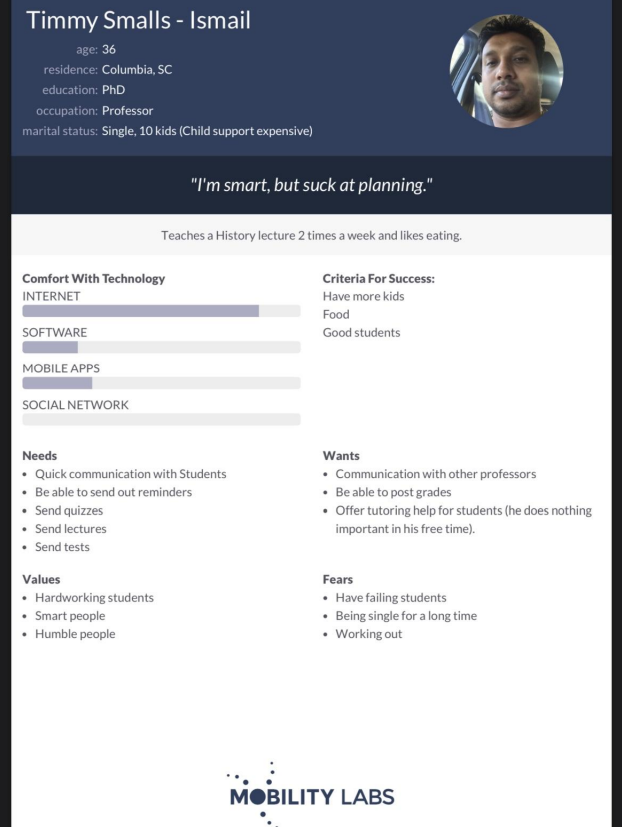 Timmy Smalls - Ismail
age: 36
residence: Columbia, SC
education: PhD
occupation: Professor
marital status: Single, 10 kids (Child support expensive)
"I'm smart, but suck at planning."
Teaches a History lecture 2 times a week and likes eating.
Comfort With Technology
INTERNET
SOFTWARE
MOBILE APPS
SOCIAL NETWORK
Criteria For Success:
Have more kids
Food
Good students
Needs
• Quick communication with Students
• Be able to send out reminders
• Send quizzes
• Send lectures
• Send tests
Wants
• Communication with other professors
• Be able to post grades
• Offer tutoring help for students (he does nothing
important in his free time).
Values
• Hardworking students
• Smart people
• Humble people
Fears
• Have failing students
• Being single for a long time
• Working out
MOBILITY LABS